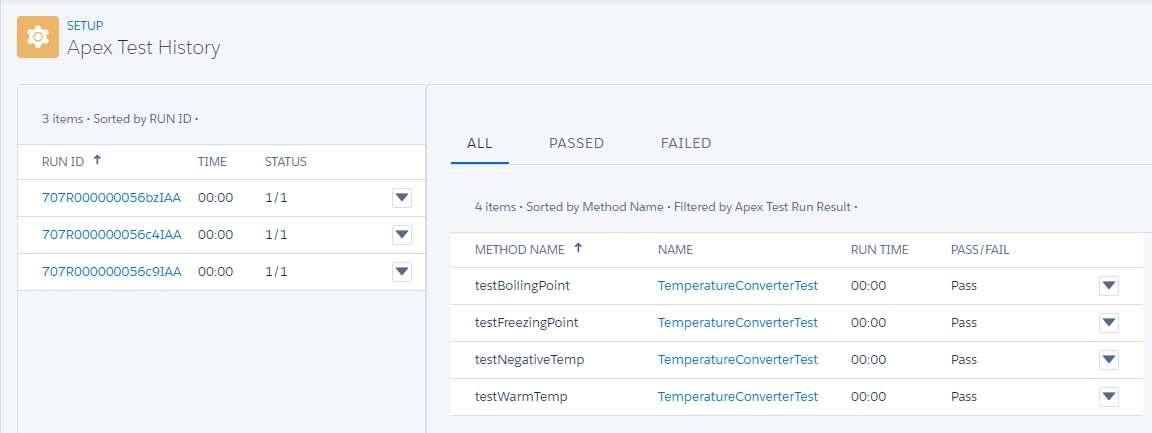 SETUP
Apex Test History
3 items • Sorted by RUN ID •
RUN ID TIME STATUS
707R000000056bzIAA 00:00 1/1
707R000000056c4IAA 00:00 1/1
707R000000056c9IAA 00:00 1/1
ALL PASSED FAILED
4 items • Sorted by Method Name • Filtered by Apex Test Run Result •
METHOD NAME NAME RUN TIME PASS/FAIL
testBoilingPoint TemperatureConverterTest 00:00 Pass
testFreezingPoint TemperatureConverterTest 00:00 Pass
testNegativeTemp TemperatureConverterTest 00:00 Pass
testWarmTemp TemperatureConverterTest 00:00 Pass